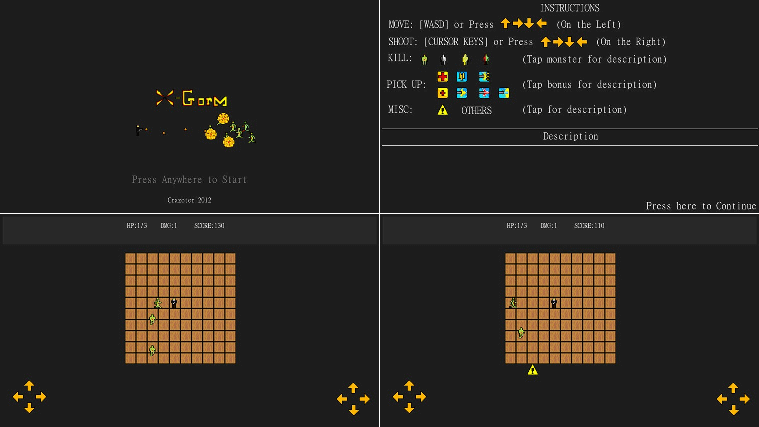 Gorm
Press Anywhere to Start
Crazolor 2012
INSTRUCTIONS
MOVE: [WASD] or Press (On the Left)
SHOOT: [CURSOR KEYS] or Press (On the Right)
KILL: (Tap monster for description)
PICK UP: (Tap bonus for description)
MISC: OTHERS (Tap for description)
Description
Press here to Continue
HP:1/3 DMG:1 SCORE:130
HP:1/3 DMG:1 SCORE:110